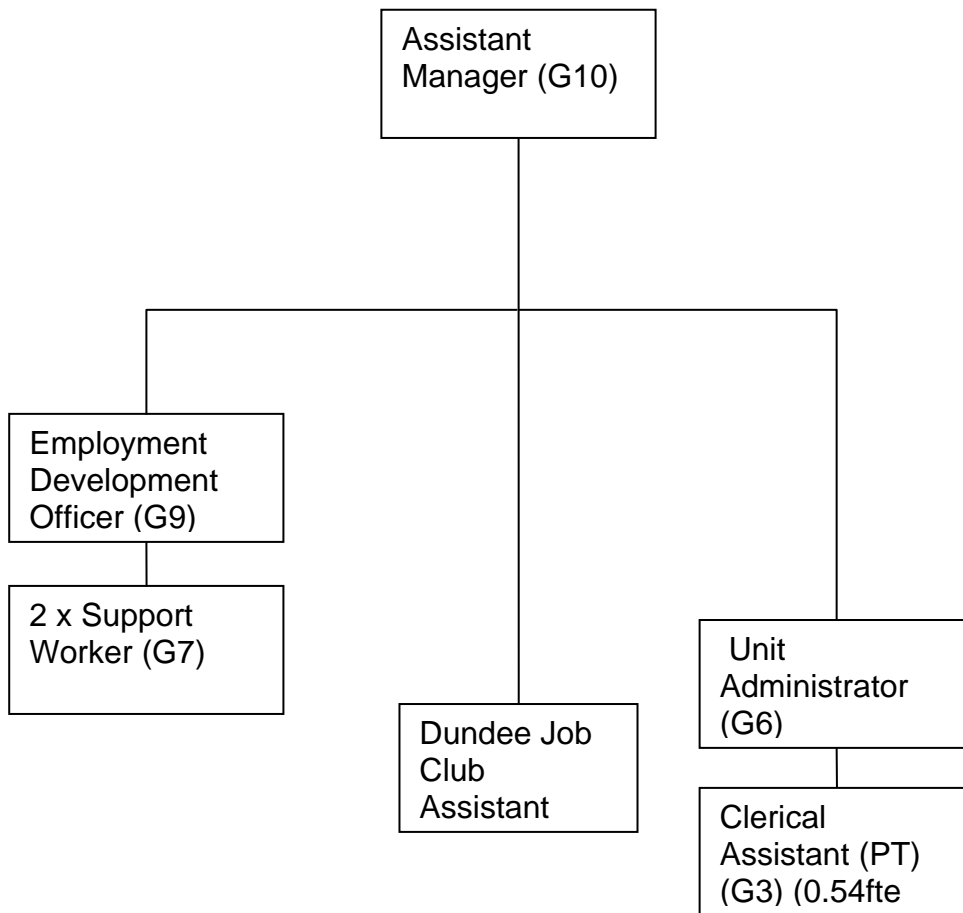 Assistant
Manager (G10)
Employment
Development
Officer (G9)
2 x Support
Worker (G7)
Dundee Job
Club
Assistant
Unit
Administrator
(G6)
Clerical
Assistant (PT)
(G3) (0.54fte